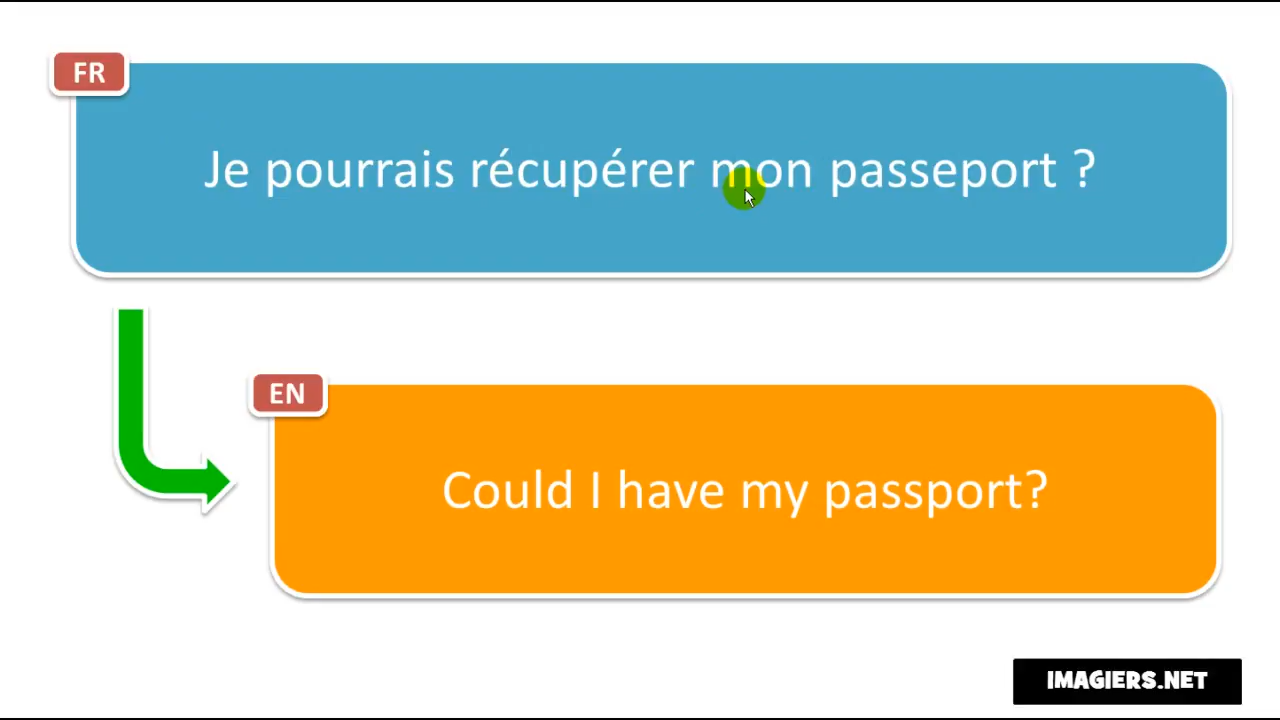 FR
Je pourrais récupérer mon passeport ?
EN
Could I have my passport?
IMAGIERS.NET